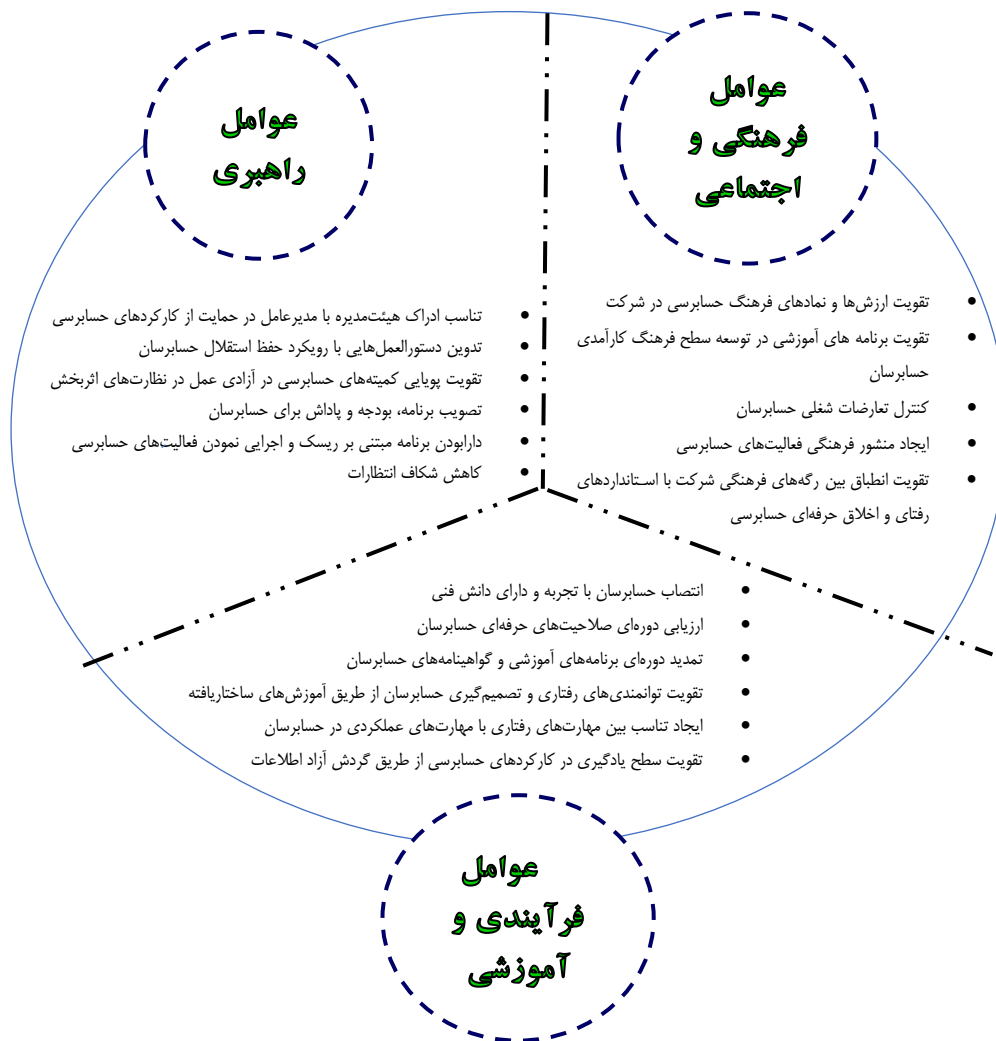 عوامل
فرهنگی و
اجتماعی
• تقویت ارزش‌ها و نمادهای فرهنگ حسابرسی در شرکت
• تقویت برنامه های آموزشی در توسعه سطح فرهنگ کارآمدی
حسابرسان
• کنترل تعارضات شغلی حسابرسان
• ایجاد منشور فرهنگی فعالیت‌های حسابرسی
• تقویت انطباق بین رگه‌های فرهنگی شرکت با استانداردهای
رفتای و اخلاق حرفه‌ای حسابرسی
عوامل
راهبری
• تناسب ادراک هیئت‌مدیره با مدیرعامل در حمایت از کارکردهای حسابرسی
• تدوین دستورالعمل‌هایی با رویکرد حفظ استقلال حسابرسان
• تقویت پویایی کمیته‌های حسابرسی در آزادی عمل در نظارت‌های اثربخش
• تصویب برنامه، بودجه و پاداش برای حسابرسان
• دارابودن برنامه مبتنی بر ریسک و اجرایی نمودن فعالیت‌های حسابرسی
• کاهش شکاف انتظارات
• انتصاب حسابرسان با تجربه و دارای دانش فنی
• ارزیابی دوره‌ای صلاحیت‌های حرفه‌ای حسابرسان
• تمدید دوره‌ای برنامه‌های آموزشی و گواهینامه‌های حسابرسان
• تقویت توانمندی‌های رفتاری و تصمیم‌گیری حسابرسان از طریق آموزش‌های ساختاریافته
• ایجاد تناسب بین مهارت‌های رفتاری با مهارت‌های عملکردی در حسابرسان
• تقویت سطح یادگیری در کارکردهای حسابرسی از طریق گردش آزاد اطلاعات
عوامل
فرآیندی و
آموزشی